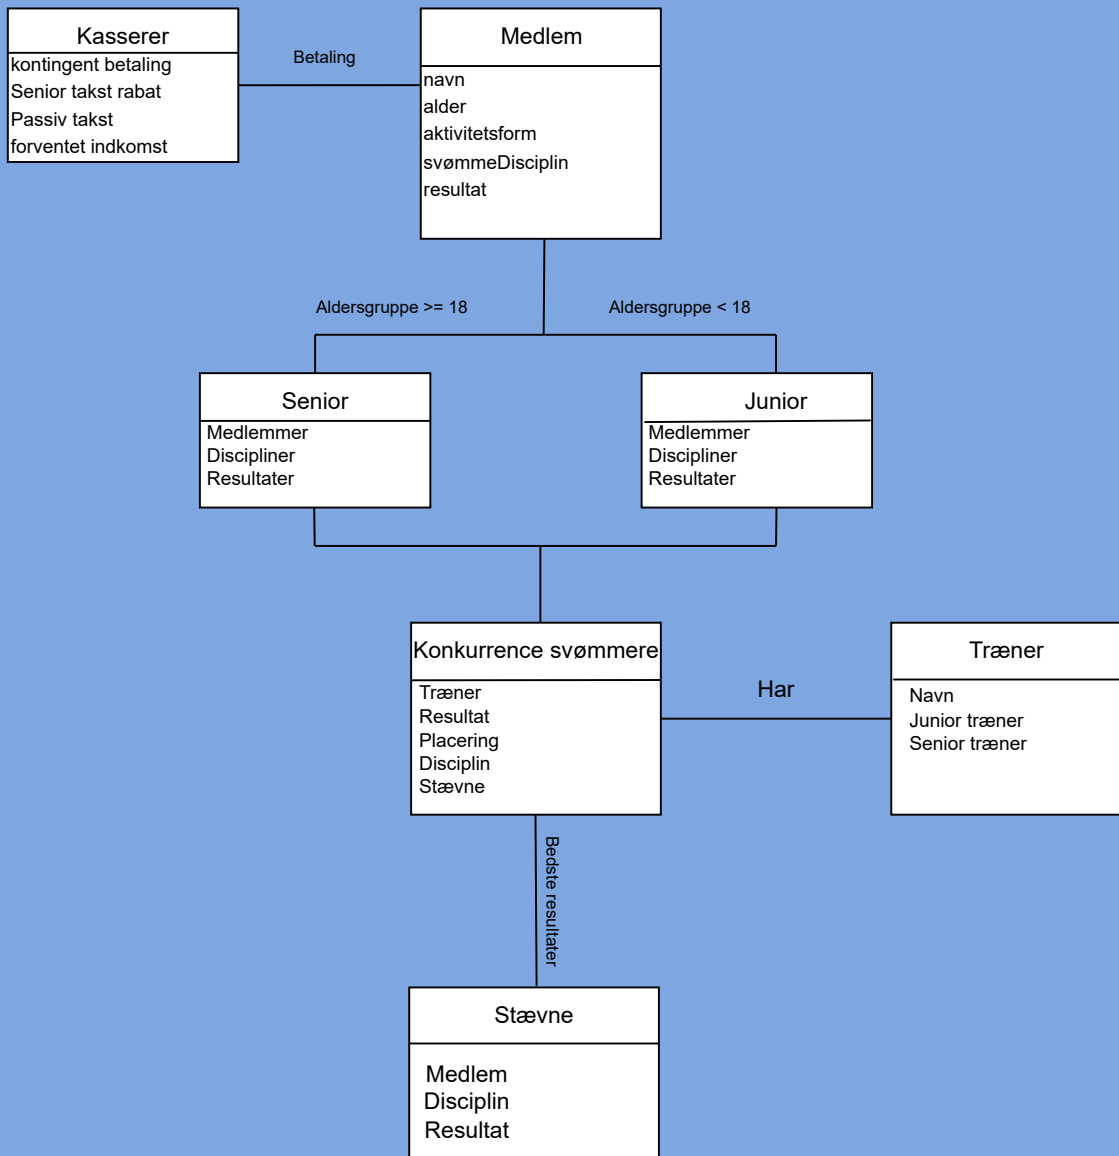 Kasserer
kontingent betaling
Senior takst rabat
Passiv takst
forventet indkomst
Betaling
Medlem
navn
alder
aktivitetsform
svømmeDisciplin
resultat
Aldersgruppe >= 18
Aldersgruppe < 18
Senior
Medlemmer
Discipliner
Resultater
Junior
Medlemmer
Discipliner
Resultater
Konkurrence svømmere
Træner
Resultat
Placering
Disciplin
Stævne
Har
Træner
Navn
Junior træner
Senior træner
Bedste resultater
Stævne
Medlem
Disciplin
Resultat